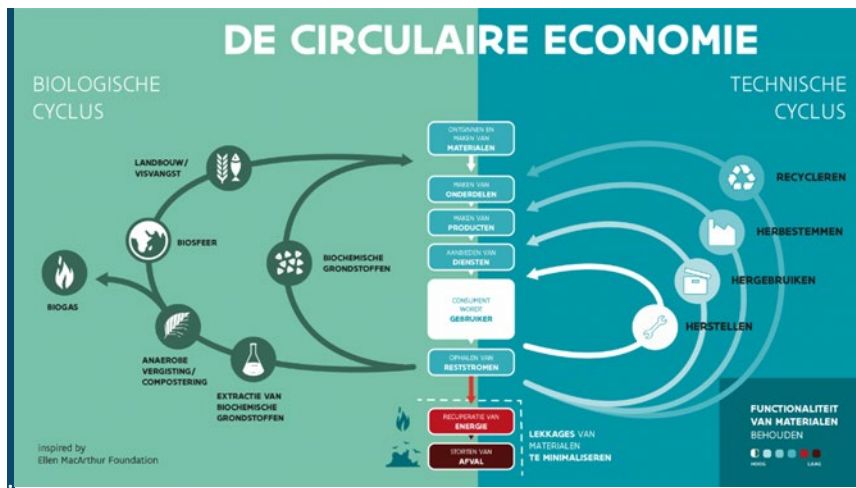 DE CIRCULAIRE ECONOMIE
BIOLOGISCHE
CYCLUS
TECHNISCHE
CYCLUS
ONTGINNEN EN
MAKEN VAN
MATERIALEN
MAKEN VAN
ONDERDELEN
MAKEN VAN
PRODUCTEN
AANBIEDEN VAN
DIENSTEN
CONSUMENT
WORDT
GEBRUIKER
OPHALEN VAN
RESTSTROMEN
RECUPERATIE VAN
ENERGIE
STORTEN VAN
AFVAL
LANDBOUW/
VISVANGST
BIOSFEER
BIOCHEMISCHE
GRONDSTOFFEN
BIOGAS
ANAEROBE
VERGISTING/
COMPOSTERING
EXTRACTIE VAN
BIOCHEMISCHE
GRONDSTOFFEN
RECYCLEREN
HERBESTEMMEN
HERGEBRUIKEN
HERSTELLEN
LEKKAGES VAN
MATERIALEN
TE MINIMALISEREN
FUNCTIONALITEIT
VAN MATERIALEN
BEHOUDEN
HOOG LAAG
inspired by
Ellen MacArthur Foundation